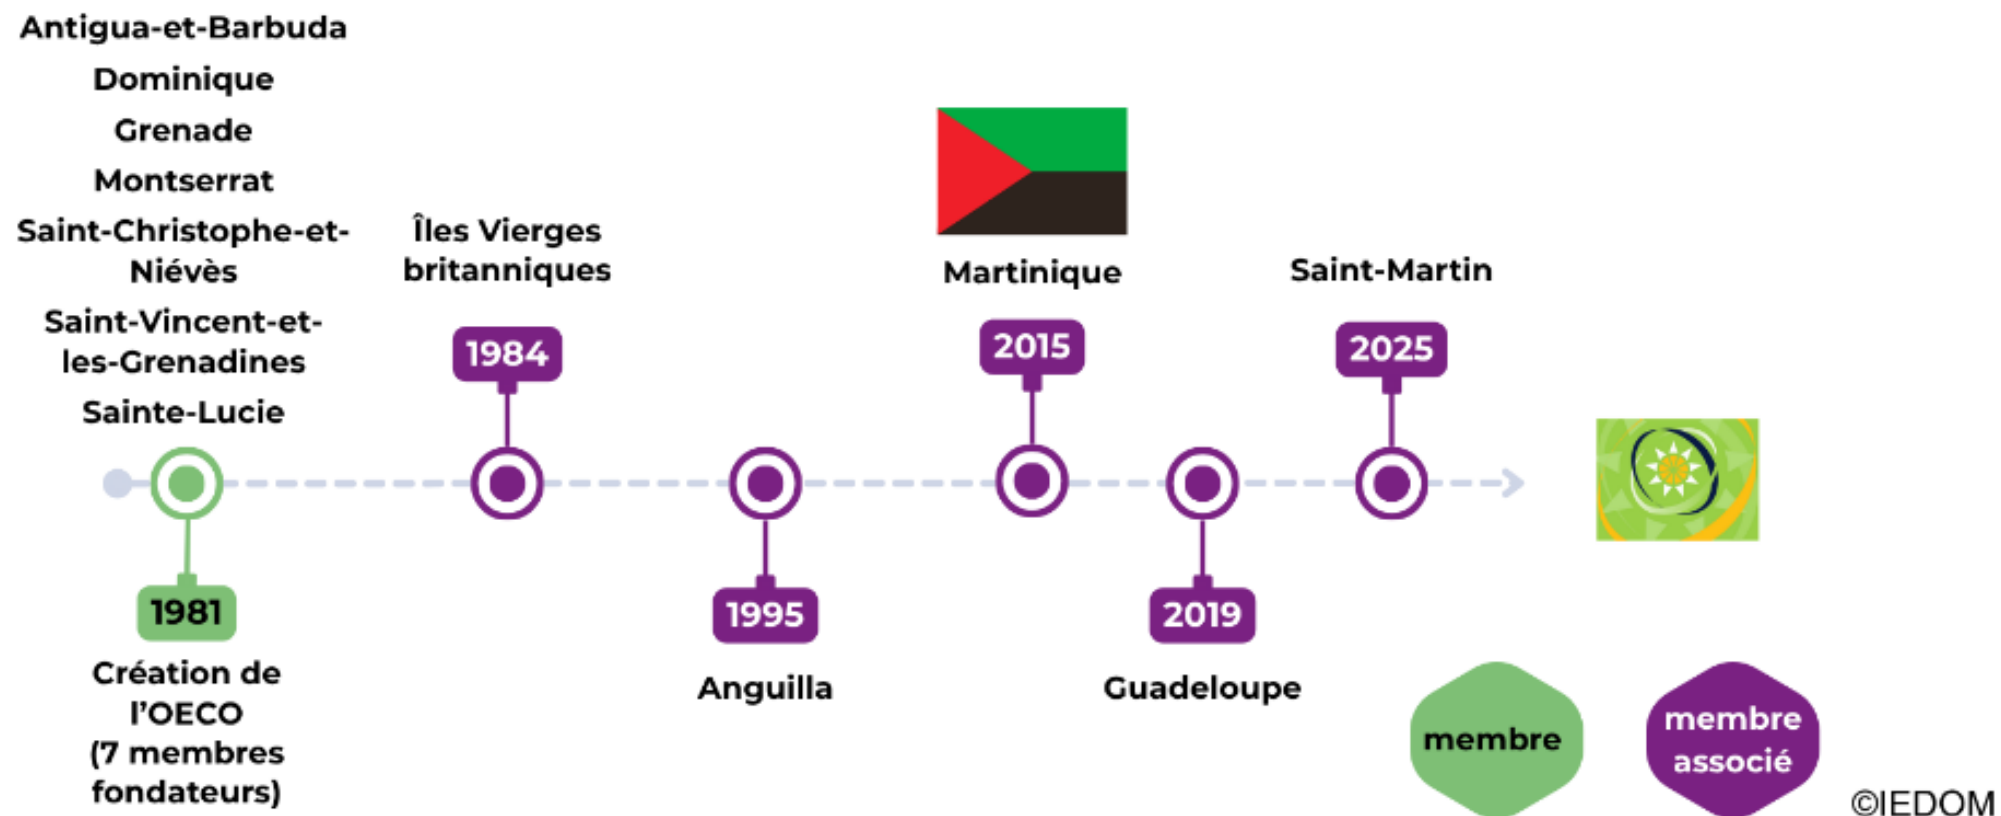 Antigua-et-Barbuda
Dominique
Grenade
Montserrat
Saint-Christophe-et-
Niévès
Saint-Vincent-et-
les-Grenadines
Sainte-Lucie
1981
Création de
l'OECO
(7 membres
fondateurs)
Îles Vierges
britanniques
1984
1995
Anguilla
Martinique
2015
2019
Guadeloupe
Saint-Martin
2025
membre
membre
associé
©IEDOM